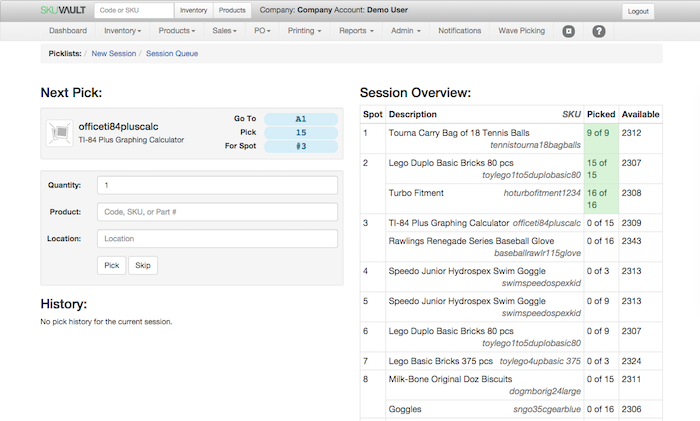 SKUVAULT Code or SKU Inventory Products Company: Company Account: Demo User Logout
Dashboard Inventory Products Sales PO Printing Reports Admin Notifications Wave Picking ?
Picklists: New Session / Session Queue
Next Pick:
officeti84pluscalc
TI-84 Plus Graphing Calculator
Go To A1
Pick 15
For Spot #3
Quantity: 1
Product: Code, SKU, or Part #
Location: Location
Pick Skip
History:
No pick history for the current session.
Session Overview:
Spot Description SKU Picked Available
1 Tourna Carry Bag of 18 Tennis Balls 9 of 9 2312
tennistourna18bagballs
2 Lego Duplo Basic Bricks 80 pcs 15 of 2307
toylego1to5duplobasic80 15
Turbo Fitment hoturbofitment1234 16 of 2308
16
3 TI-84 Plus Graphing Calculator officeti84pluscalc 0 of 15 2309
Rawlings Renegade Series Baseball Glove 0 of 16 2343
baseballrawlr115glove
4 Speedo Junior Hydrospex Swim Goggle 0 of 3 2313
swimspeedospexkid
5 Speedo Junior Hydrospex Swim Goggle 0 of 9 2313
swimspeedospexkid
6 Lego Duplo Basic Bricks 80 pcs 0 of 9 2307
toylego1to5duplobasic80
7 Lego Basic Bricks 375 pcs toylego4upbasic 375 0 of 3 2324
8 Milk-Bone Original Doz Biscuits 0 of 15 2311
dogmborig24large
Goggles sngo35cgearblue 0 of 16 2306